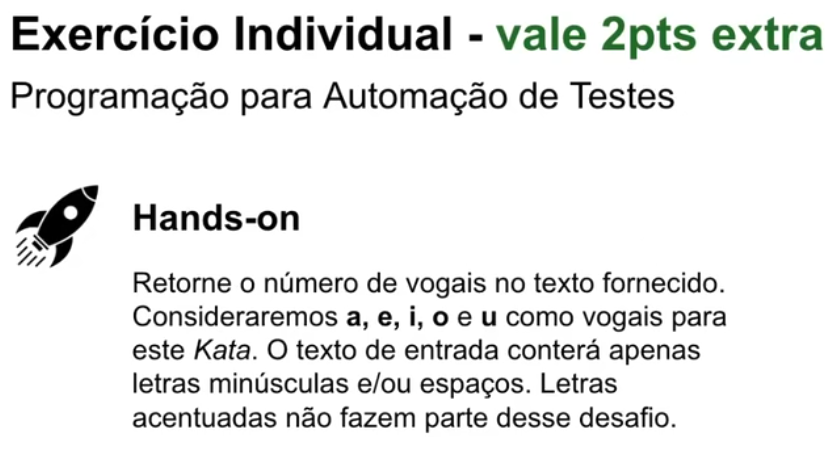 Exercício Individual - vale 2pts extra
Programação para Automação de Testes
Hands-on
Retorne o número de vogais no texto fornecido.
Consideraremos a, e, i, o e u como vogais para
este Kata. O texto de entrada conterá apenas
letras minúsculas e/ou espaços. Letras
acentuadas não fazem parte desse desafio.